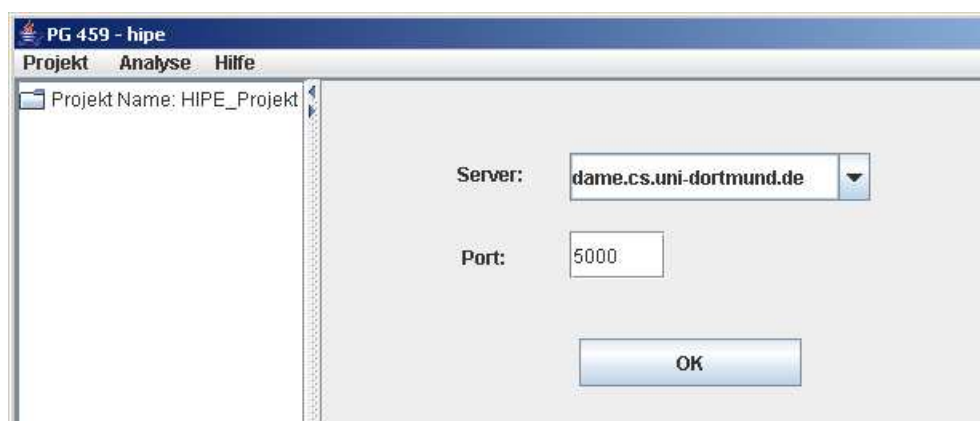 PG 459 - hipe
Projekt Analyse Hilfe
Projekt Name: HIPE_Projekt
Server: dame.cs.uni-dortmund.de
Port: 5000
OK